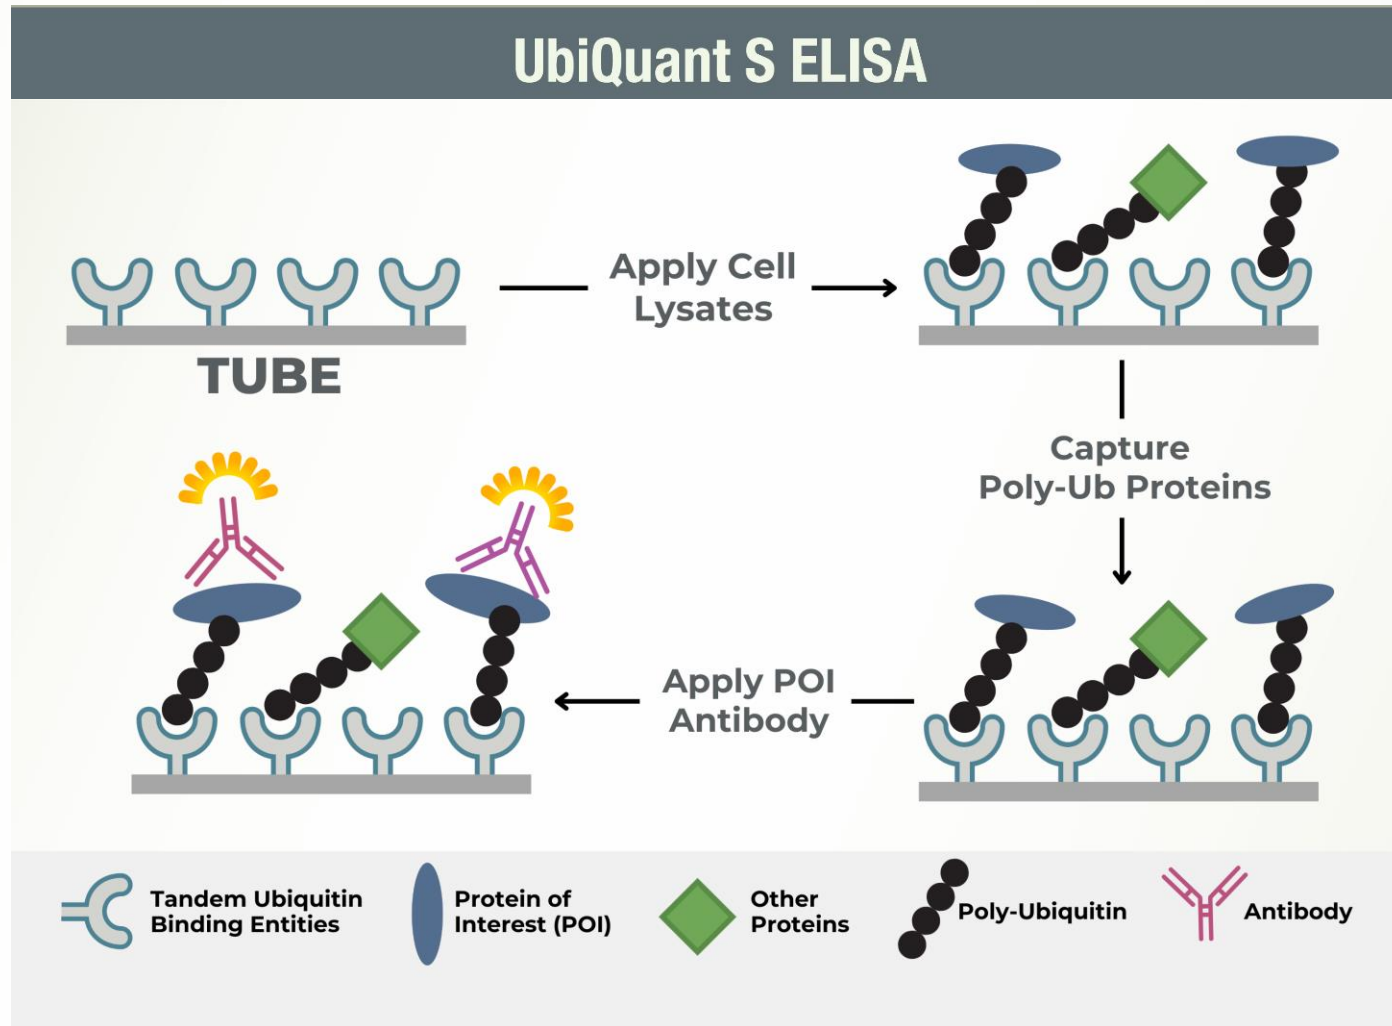 UbiQuant S ELISA
Apply Cell
Lysates
TUBE
Capture
Poly-Ub Proteins
Apply POI
Antibody
Tandem Ubiquitin
Binding Entities
Protein of
Interest (POI)
Other
Proteins
Poly-Ubiquitin
Antibody